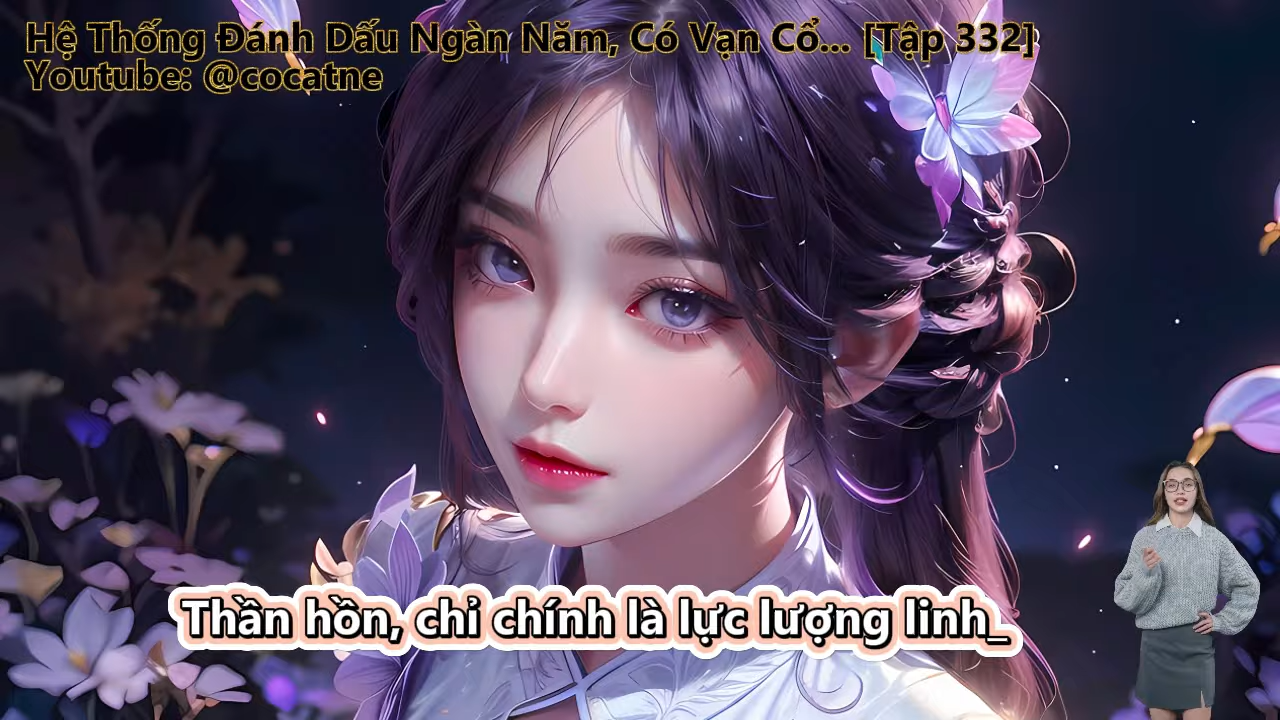 Hệ Thống Đánh Dấu Ngàn Năm, Có Vạn Cổ... [Tập 332]
Youtube: @cocatne
Thần hồn, chỉ chính là lực lượng linh_